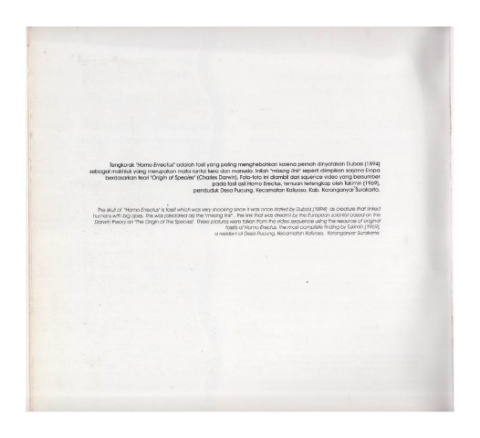 Tengkorak "Homo Errectus" adalah fosil yang paling menghebohkan karena pernah dinyatakan Dubois (1894)
sebagai makhluk yang merupakan mata rantai kera dan manusia. Inilah "missing link" seperti diimpikan sarjana Eropa
berdasarkan teori "Origin of Species" (Charles Darwin). Foto-foto ini diambil dari squence video yang bersumber
pada fosil asli Homo Erectus, temuan terlengkap oleh Tukimin (1969),
penduduk Desa Pucung, Kecamatan Kalijoso, Kab. Karanganyar Surakarta.
The skull of "Homo Erectus" is fossil which was very shocking since it was once stated by Dubois (1894) as creature that linked
humans with big apes. This was considered as the "missing link", the link that was dreamt by the European scientist based on the
Darwin theory on "The Origin of The Species". These pictures were taken from the video sequence using the resource of original
fossils of Homo Erectus, the most complete finding by Tukimin (1969),
a resident of Desa Pucung, Kecamatan Kalijoso, Karanganyar Surakarta.